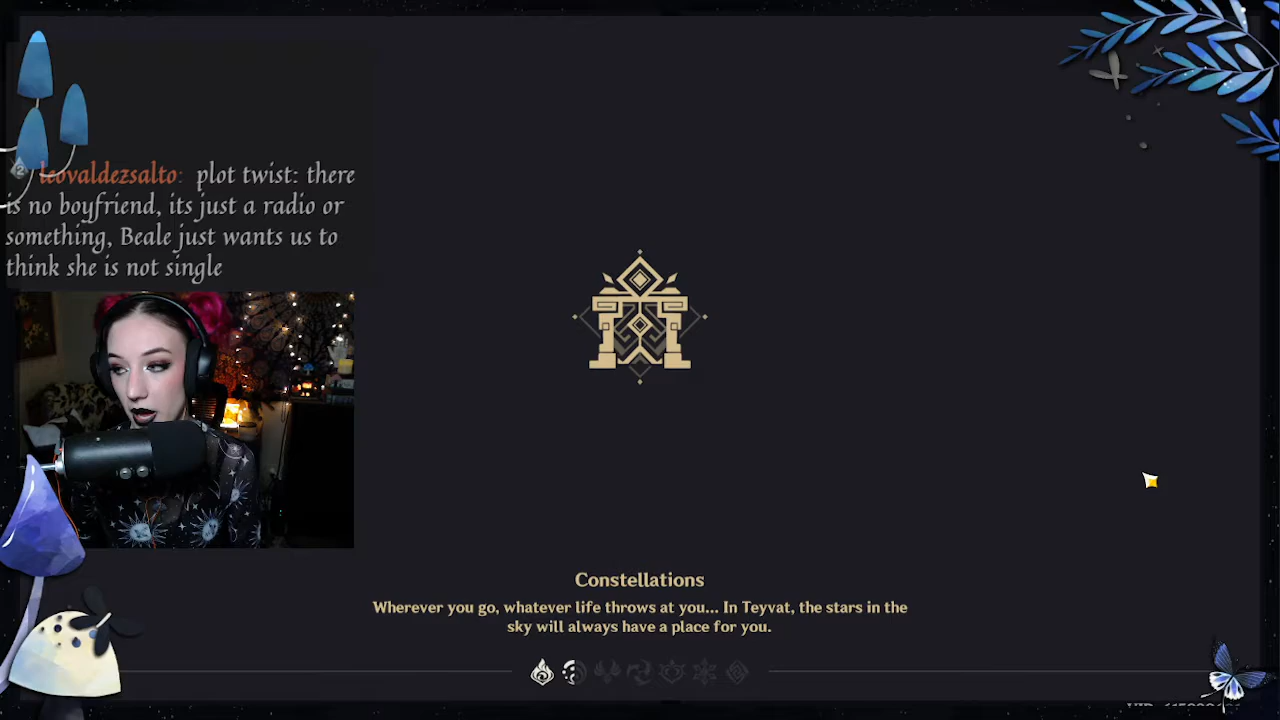 leovaldezsalto: plot twist: there
is no boyfriend, its just a radio or
something, Beale just wants us to
think she is not single
Constellations
Wherever you go, whatever life throws at you... In Teyvat, the stars in the
sky will always have a place for you.